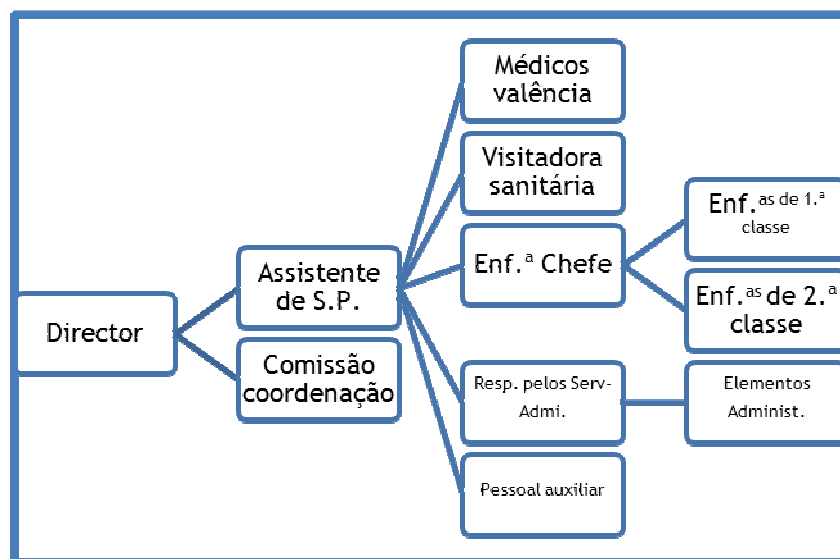 Director
Assistente
de S.P.
Comissão
coordenação
Médicos
valência
Visitadora
sanitária
Enf.ª Chefe
Resp. pelos Serv-
Admi.
Pessoal auxiliar
Enf.as de 1.ª
classe
Enf.as de 2.ª
classe
Elementos
Administ.